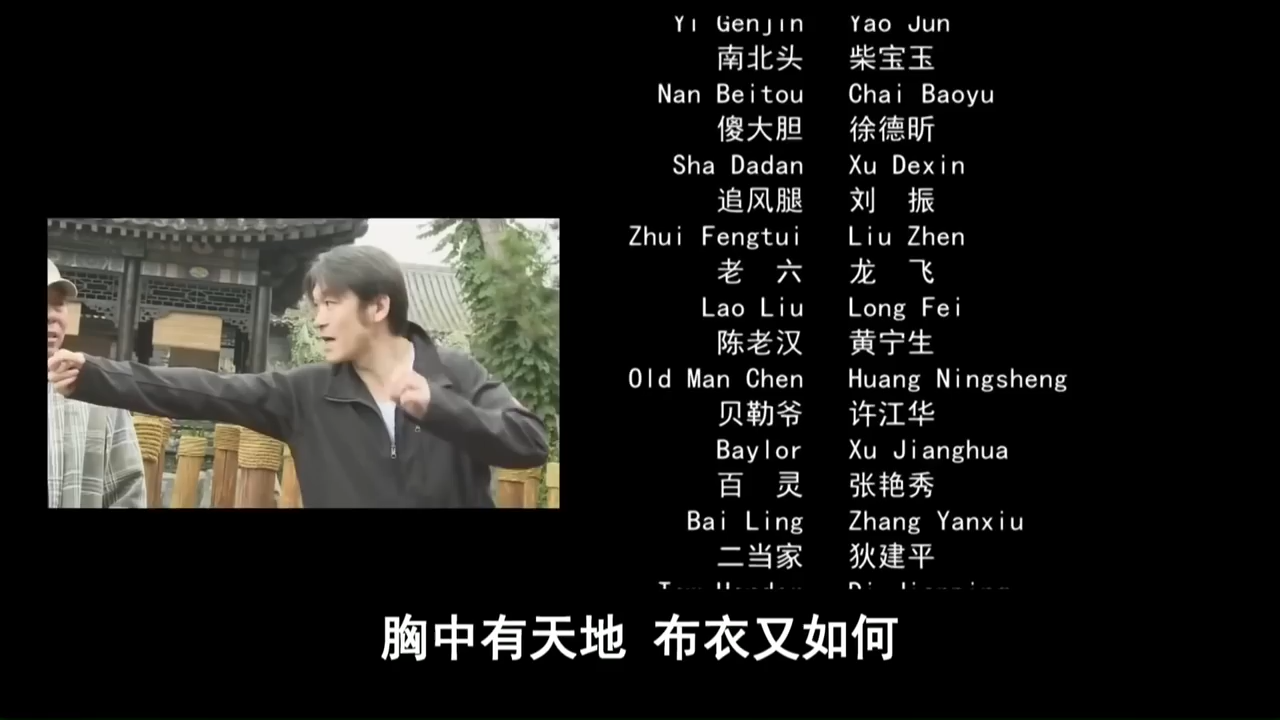 Yi Genjin Yao Jun
南北头 柴宝玉
Nan Beitou Chai Baoyu
傻大胆 徐德昕
Sha Dadan Xu Dexin
追风腿 刘 振
Zhui Fengtui Liu Zhen
老 六 龙 飞
Lao Liu Long Fei
陈老汉 黄宁生
Old Man Chen Huang Ningsheng
贝勒爷 许江华
Baylor Xu Jianghua
百 灵 张艳秀
Bai Ling Zhang Yanxiu
二当家 狄建平
胸中有天地 布衣又如何